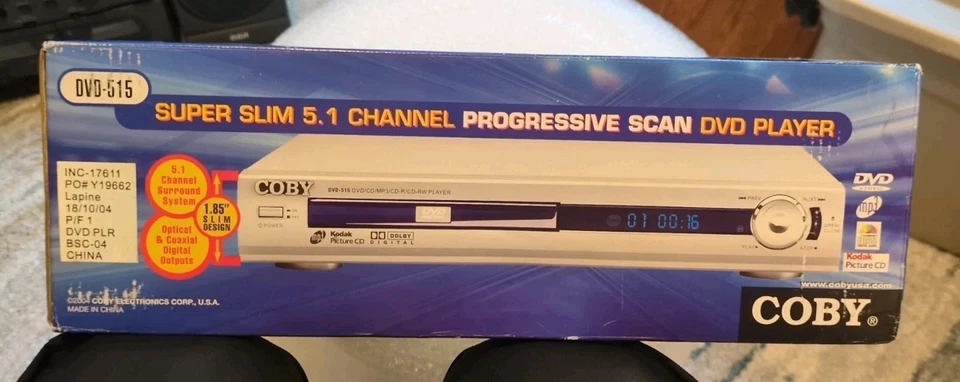 DVD-515
SUPER SLIM 5.1 CHANNEL PROGRESSIVE SCAN DVD PLAYER
INC-17611
PO# Y19662
Lapine
18/10/04
P/F 1
DVD PLR
BSC-04
CHINA
5.1
Channel
Surround
System
1.85"
SLIM
DESIGN
Optical
& Coaxial
Digital
Outputs
COBY
DVD-515 DVD/CD/MP3/CD-R/CD-RW PLAYER
POWER
DVD
01 00:16
Kodak
Picture CD
DOLBY
DIGITAL
PREV
NEXT
PLAY
STOP
DVD
VIDEO
mp3
Kodak
Picture CD
www.cobyusa.com
COBY®
©2004 COBY ELECTRONICS CORP., U.S.A.
MADE IN CHINA